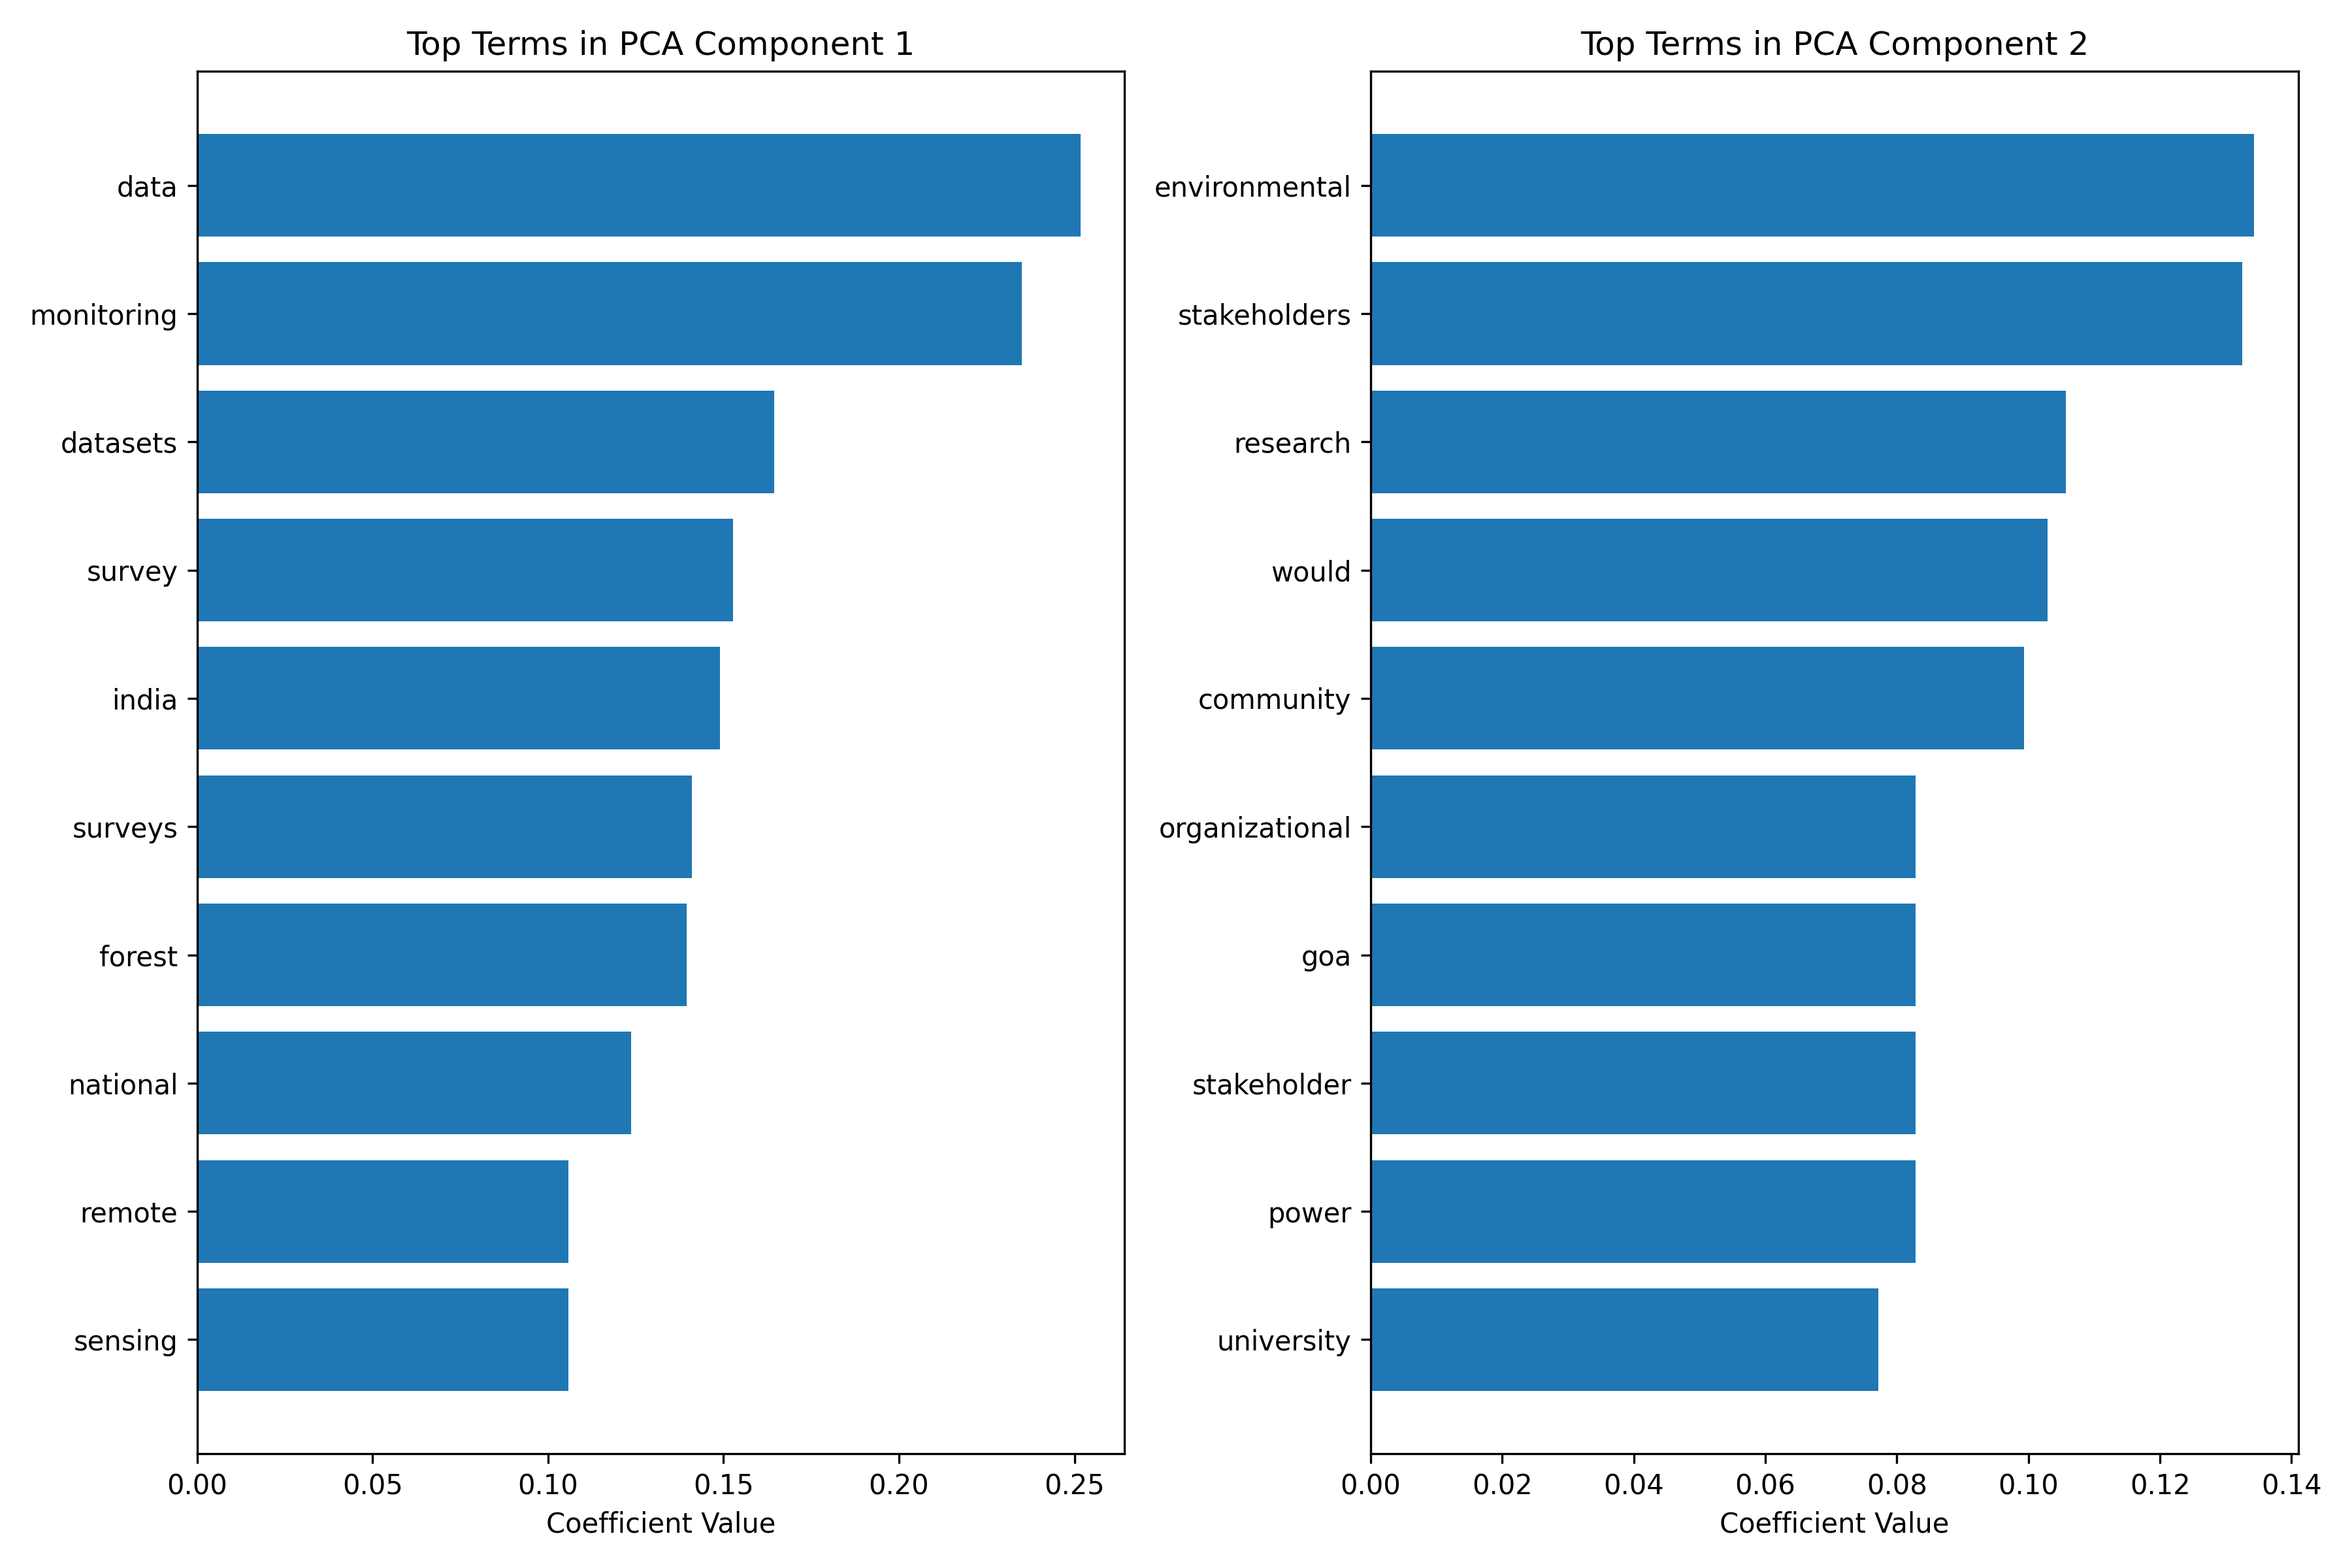 Top Terms in PCA Component 1
data
monitoring
datasets
survey
india
surveys
forest
national
remote
sensing
0.00 0.05 0.10 0.15 0.20 0.25
Coefficient Value
Top Terms in PCA Component 2
environmental
stakeholders
research
would
community
organizational
goa
stakeholder
power
university
0.00 0.02 0.04 0.06 0.08 0.10 0.12 0.14
Coefficient Value